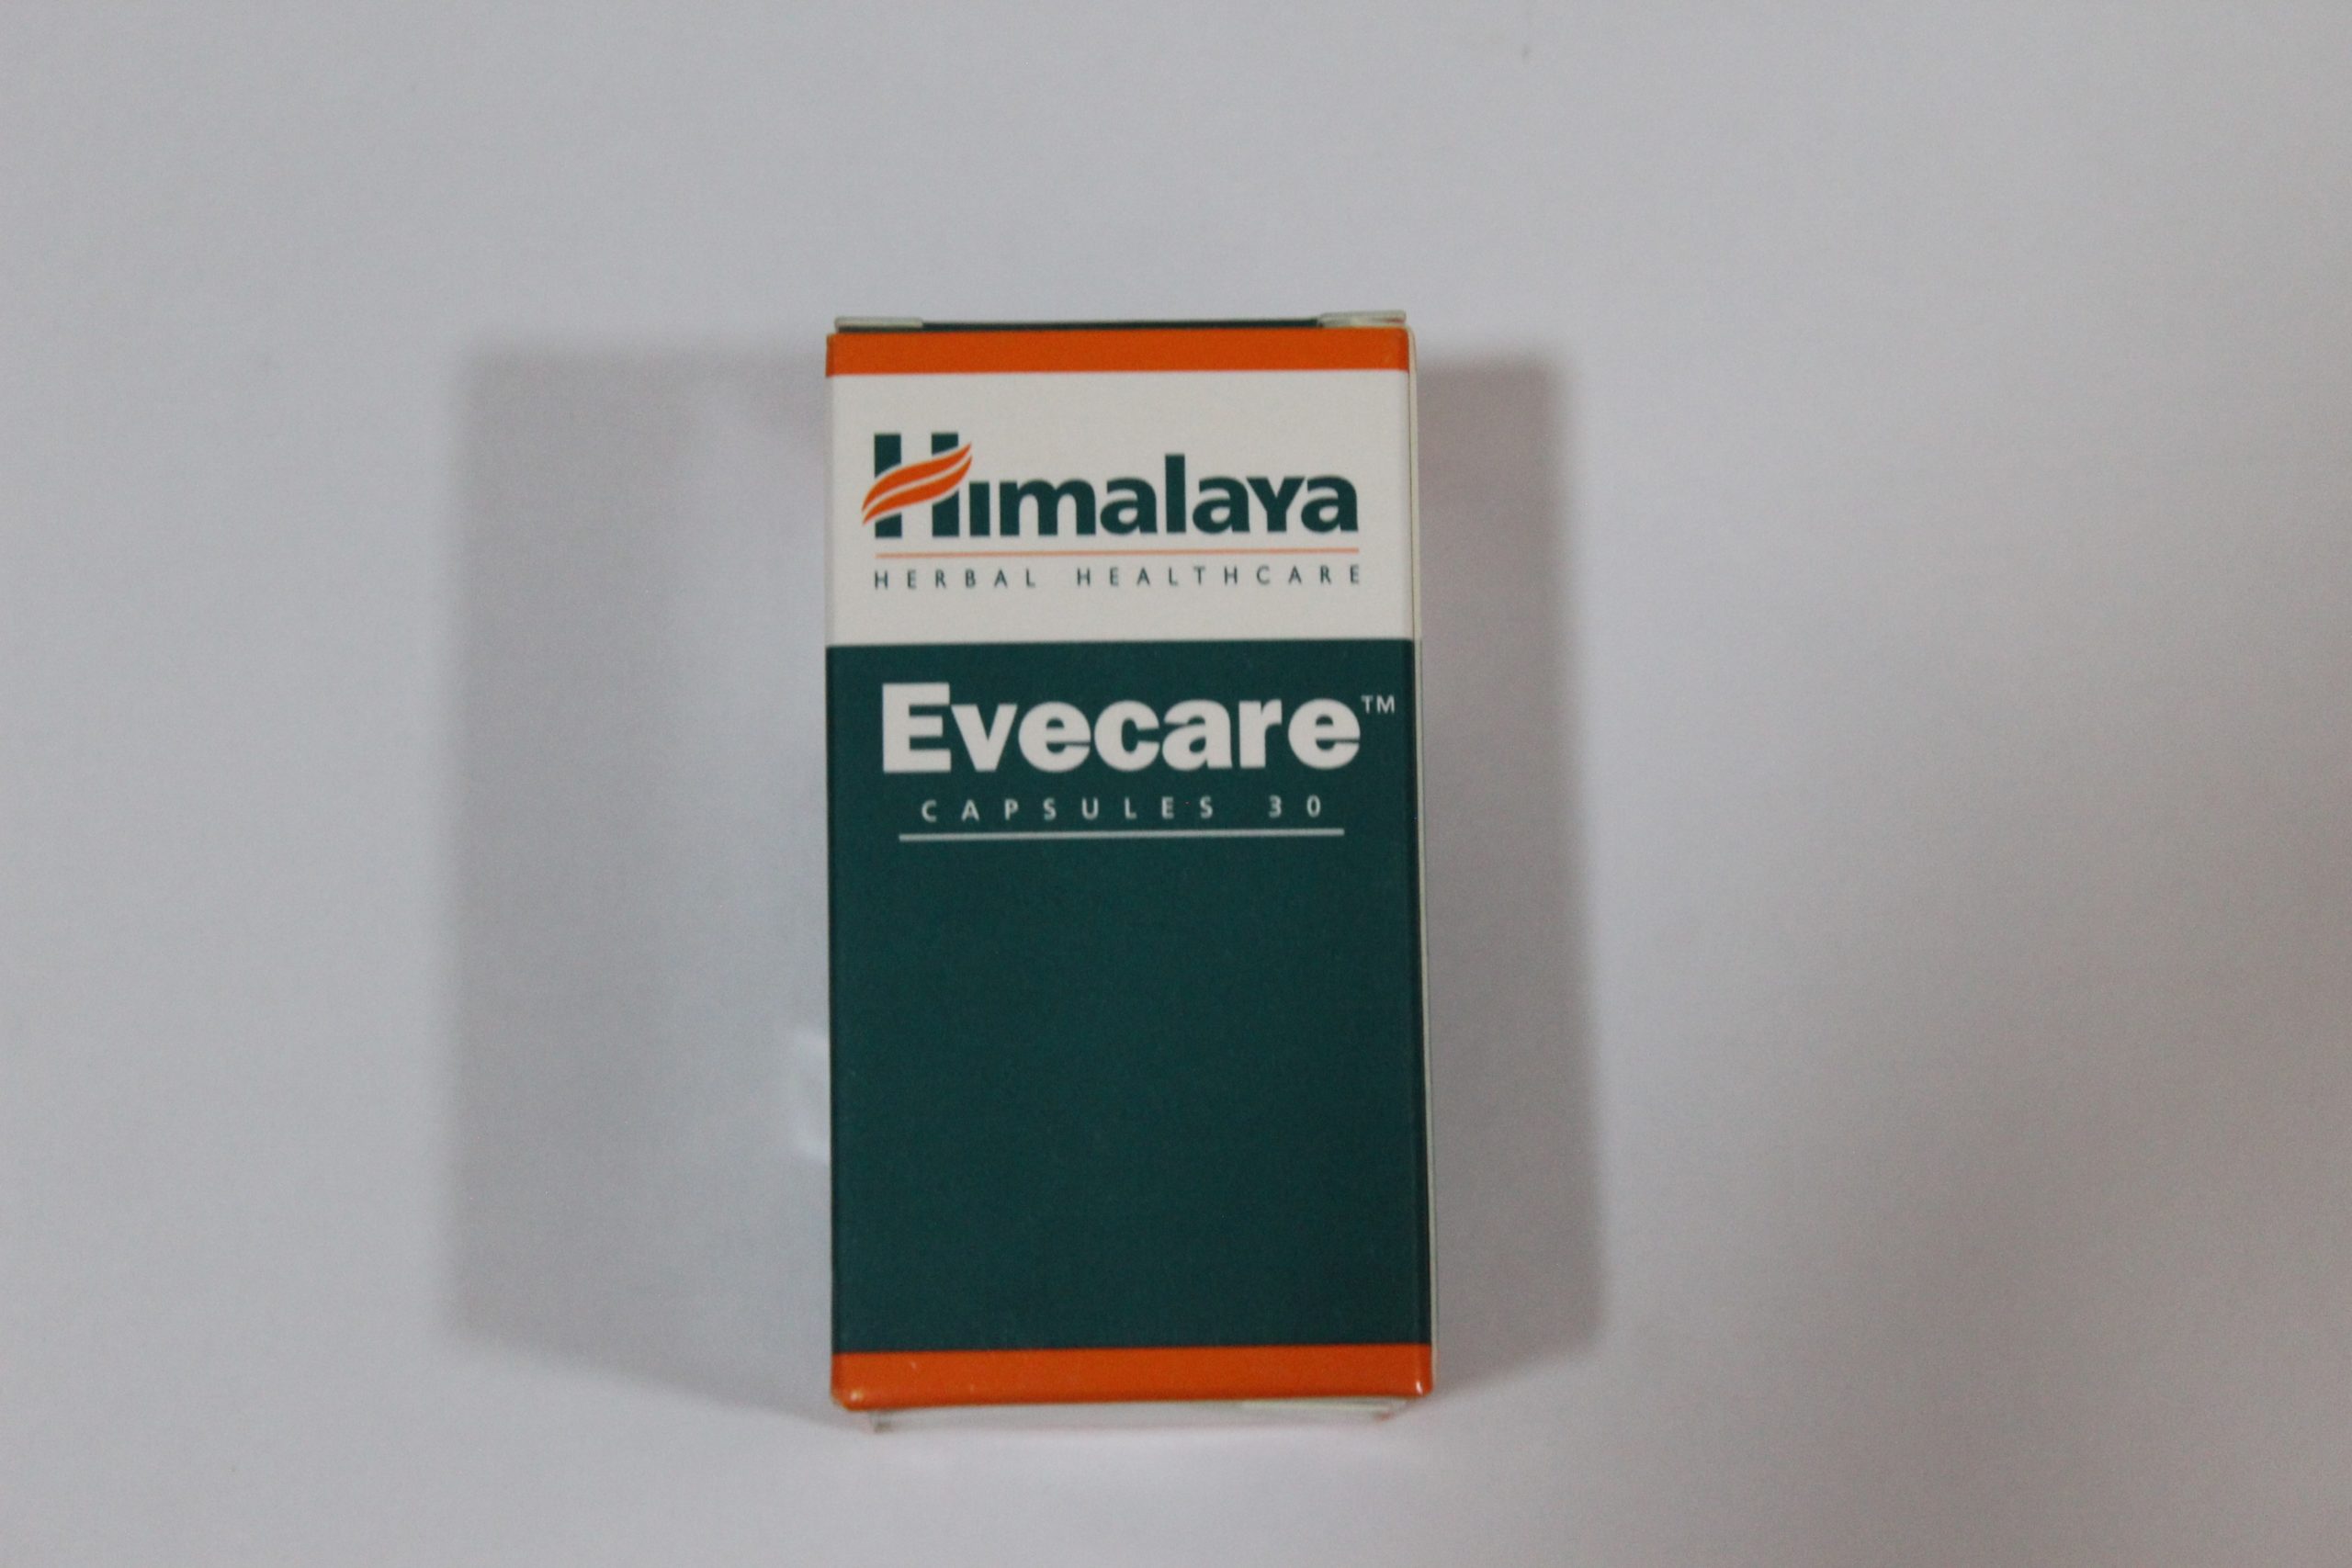 Himalaya
HERBAL HEALTHCARE
Evecare™
CAPSULES 30